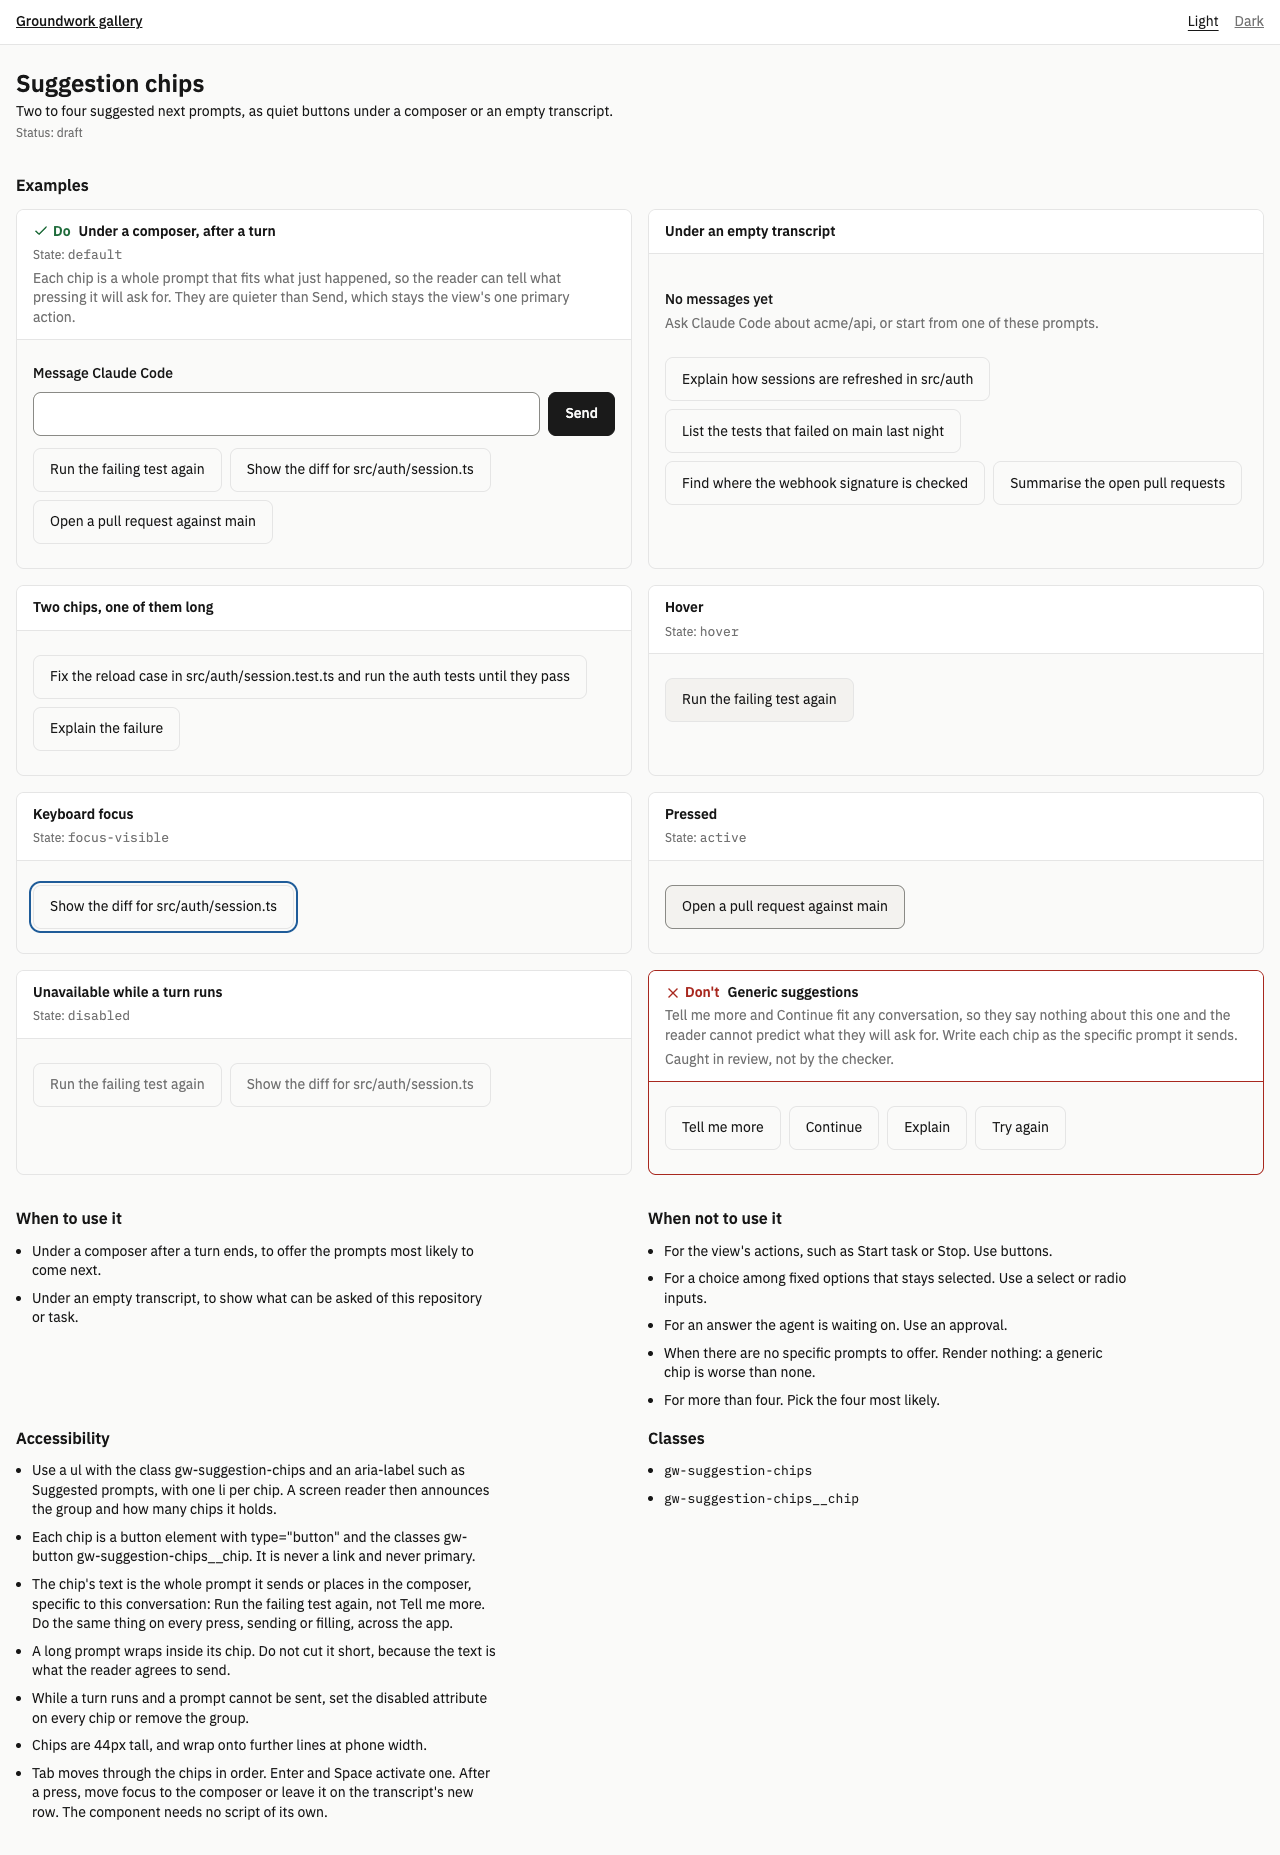 Groundwork gallery
Light Dark
Suggestion chips
Two to four suggested next prompts, as quiet buttons under a composer or an empty transcript.
Status: draft
Examples
Do Under a composer, after a turn
State: default
Each chip is a whole prompt that fits what just happened, so the reader can tell what
pressing it will ask for. They are quieter than Send, which stays the view's one primary
action.
Message Claude Code
Send
Run the failing test again
Show the diff for src/auth/session.ts
Open a pull request against main
Under an empty transcript
No messages yet
Ask Claude Code about acme/api, or start from one of these prompts.
Explain how sessions are refreshed in src/auth
List the tests that failed on main last night
Find where the webhook signature is checked
Summarise the open pull requests
Two chips, one of them long
Fix the reload case in src/auth/session.test.ts and run the auth tests until they pass
Explain the failure
Hover
State: hover
Run the failing test again
Keyboard focus
State: focus-visible
Show the diff for src/auth/session.ts
Pressed
State: active
Open a pull request against main
Unavailable while a turn runs
State: disabled
Run the failing test again
Show the diff for src/auth/session.ts
Don't Generic suggestions
Tell me more and Continue fit any conversation, so they say nothing about this one and the
reader cannot predict what they will ask for. Write each chip as the specific prompt it sends.
Caught in review, not by the checker.
Tell me more
Continue
Explain
Try again
When to use it
• Under a composer after a turn ends, to offer the prompts most likely to
come next.
• Under an empty transcript, to show what can be asked of this repository
or task.
When not to use it
• For the view's actions, such as Start task or Stop. Use buttons.
• For a choice among fixed options that stays selected. Use a select or radio
inputs.
• For an answer the agent is waiting on. Use an approval.
• When there are no specific prompts to offer. Render nothing: a generic
chip is worse than none.
• For more than four. Pick the four most likely.
Accessibility
• Use a ul with the class gw-suggestion-chips and an aria-label such as
Suggested prompts, with one li per chip. A screen reader then announces
the group and how many chips it holds.
• Each chip is a button element with type="button" and the classes gw-
button gw-suggestion-chips__chip. It is never a link and never primary.
• The chip's text is the whole prompt it sends or places in the composer,
specific to this conversation: Run the failing test again, not Tell me more.
Do the same thing on every press, sending or filling, across the app.
• A long prompt wraps inside its chip. Do not cut it short, because the text is
what the reader agrees to send.
• While a turn runs and a prompt cannot be sent, set the disabled attribute
on every chip or remove the group.
• Chips are 44px tall, and wrap onto further lines at phone width.
• Tab moves through the chips in order. Enter and Space activate one. After
a press, move focus to the composer or leave it on the transcript's new
row. The component needs no script of its own.
Classes
• gw-suggestion-chips
• gw-suggestion-chips__chip